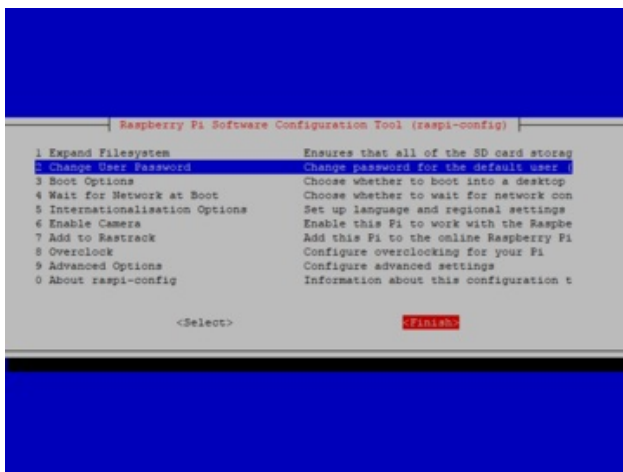 Raspberry Pi Software Configuration Tool (raspi-config)
1 Expand Filesystem Ensures that all of the SD card storag
2 Change User Password Change password for the default user (
3 Boot Options Choose whether to boot into a desktop
4 Wait for Network at Boot Choose whether to wait for network con
5 Internationalisation Options Set up language and regional settings
6 Enable Camera Enable this Pi to work with the Raspbe
7 Add to Rastrack Add this Pi to the online Raspberry Pi
8 Overclock Configure overclocking for your Pi
9 Advanced Options Configure advanced settings
0 About raspi-config Information about this configuration t
<Select> <Finish>